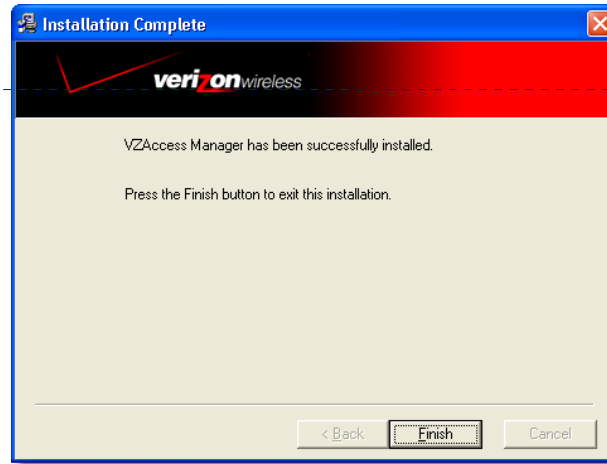 Installation Complete
verizonwireless
VZAccess Manager has been successfully installed.
Press the Finish button to exit this installation.
< Back
Finish
Cancel